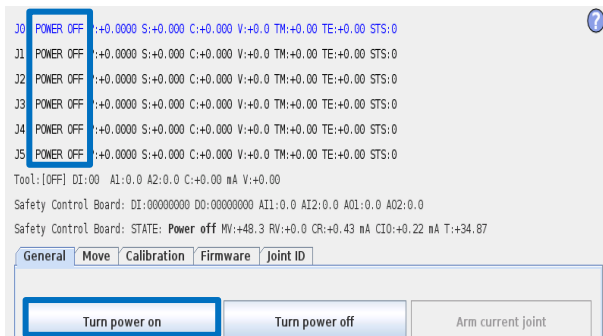 J0 POWER OFF P:+0.0000 S:+0.000 C:+0.000 V:+0.0 TM:+0.00 TE:+0.00 STS:0
J1 POWER OFF P:+0.0000 S:+0.000 C:+0.000 V:+0.0 TM:+0.00 TE:+0.00 STS:0
J2 POWER OFF P:+0.0000 S:+0.000 C:+0.000 V:+0.0 TM:+0.00 TE:+0.00 STS:0
J3 POWER OFF P:+0.0000 S:+0.000 C:+0.000 V:+0.0 TM:+0.00 TE:+0.00 STS:0
J4 POWER OFF P:+0.0000 S:+0.000 C:+0.000 V:+0.0 TM:+0.00 TE:+0.00 STS:0
J5 POWER OFF P:+0.0000 S:+0.000 C:+0.000 V:+0.0 TM:+0.00 TE:+0.00 STS:0
Tool:[OFF] DI:00 A1:0.0 A2:0.0 C:+0.00 mA V:+0.00
Safety Control Board: DI:00000000 DO:00000000 AI1:0.0 AI2:0.0 AO1:0.0 AO2:0.0
Safety Control Board: STATE: Power off MV:+48.3 RV:+0.0 CR:+0.43 mA CIO:+0.22 mA T:+34.87
General Move Calibration Firmware Joint ID
Turn power on Turn power off Arm current joint
?